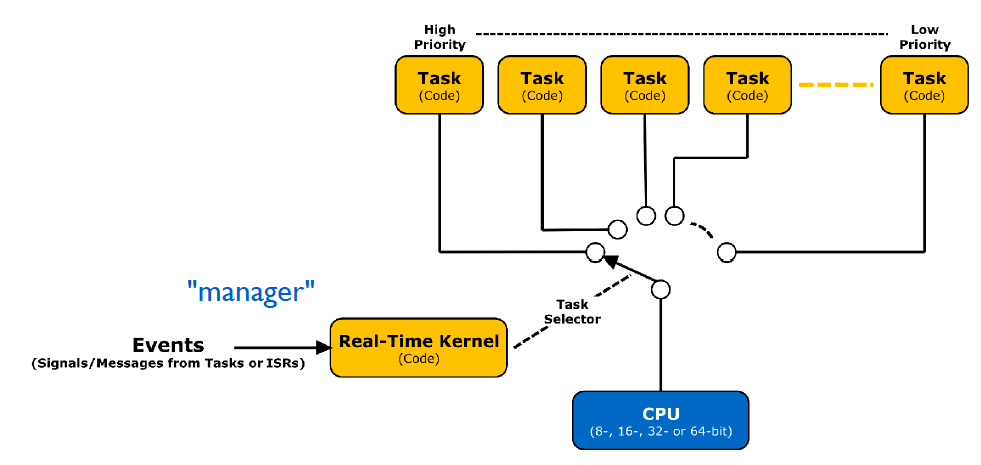 High
Priority
Low
Priority
Task
(Code)
Task
(Code)
Task
(Code)
Task
(Code)
Task
(Code)
"manager"
Task
Selector
Events
(Signals/Messages from Tasks or ISRs)
Real-Time Kernel
(Code)
CPU
(8-, 16-, 32- or 64-bit)